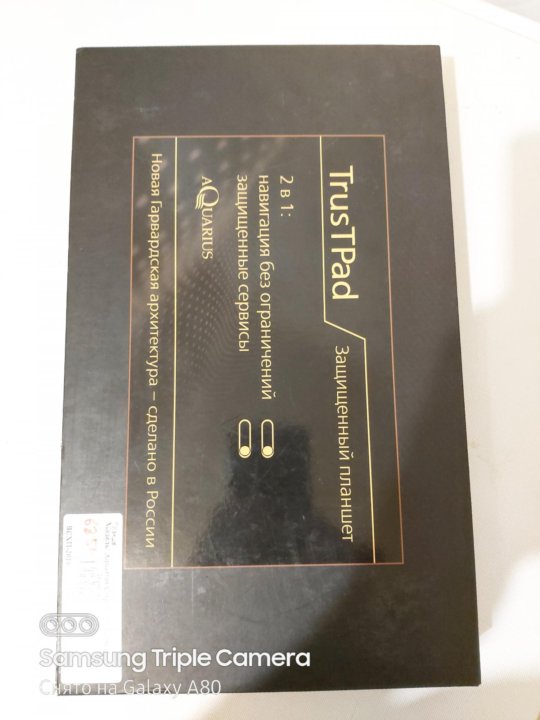 TrusTPad
Защищенный планшет
2 в 1:
навигация без ограничений
защищенные сервисы
AQUARIUS
Новая Гарвардская архитектура – сделано в России
Samsung Triple Camera
Снято на Galaxy A80